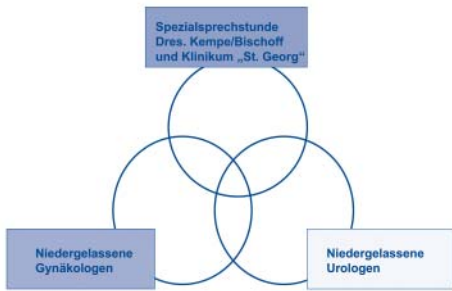 Spezialsprechstunde
Dres. Kempe/Bischoff
und Klinikum „St. Georg“
Niedergelassene
Gynäkologen
Niedergelassene
Urologen